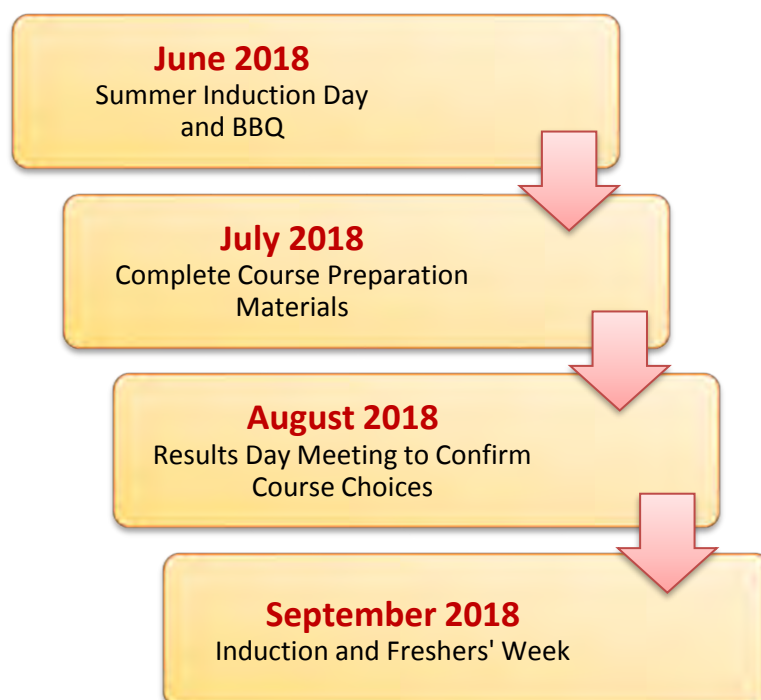 June 2018
Summer Induction Day
and BBQ
July 2018
Complete Course Preparation
Materials
August 2018
Results Day Meeting to Confirm
Course Choices
September 2018
Induction and Freshers' Week